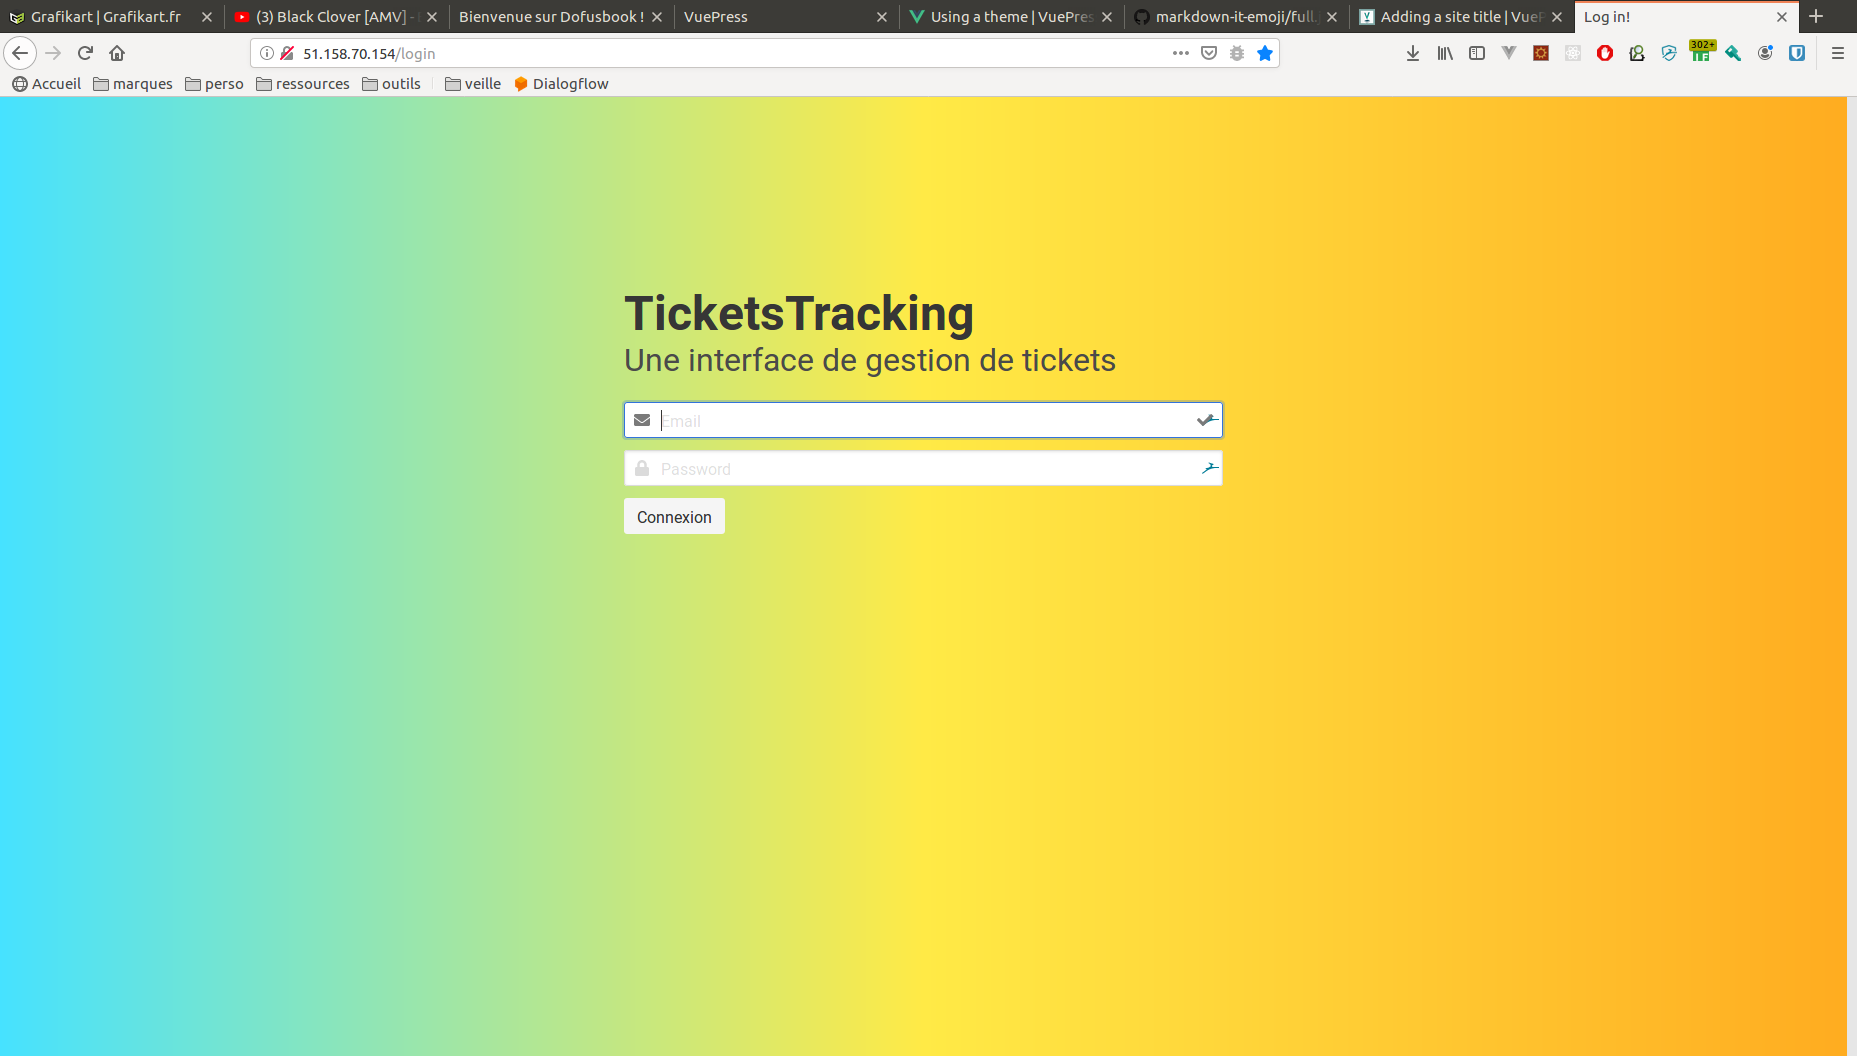 Grafikart | Grafikart.fr
(3) Black Clover [AMV] -
Bienvenue sur Dofusbook !
VuePress
Using a theme | VuePres
markdown-it-emoji/full.
Adding a site title | VueP
Log in!
51.158.70.154/login
302+
LF
Accueil
marques
perso
ressources
outils
veille
Dialogflow
TicketsTracking
Une interface de gestion de tickets
Email
Password
Connexion